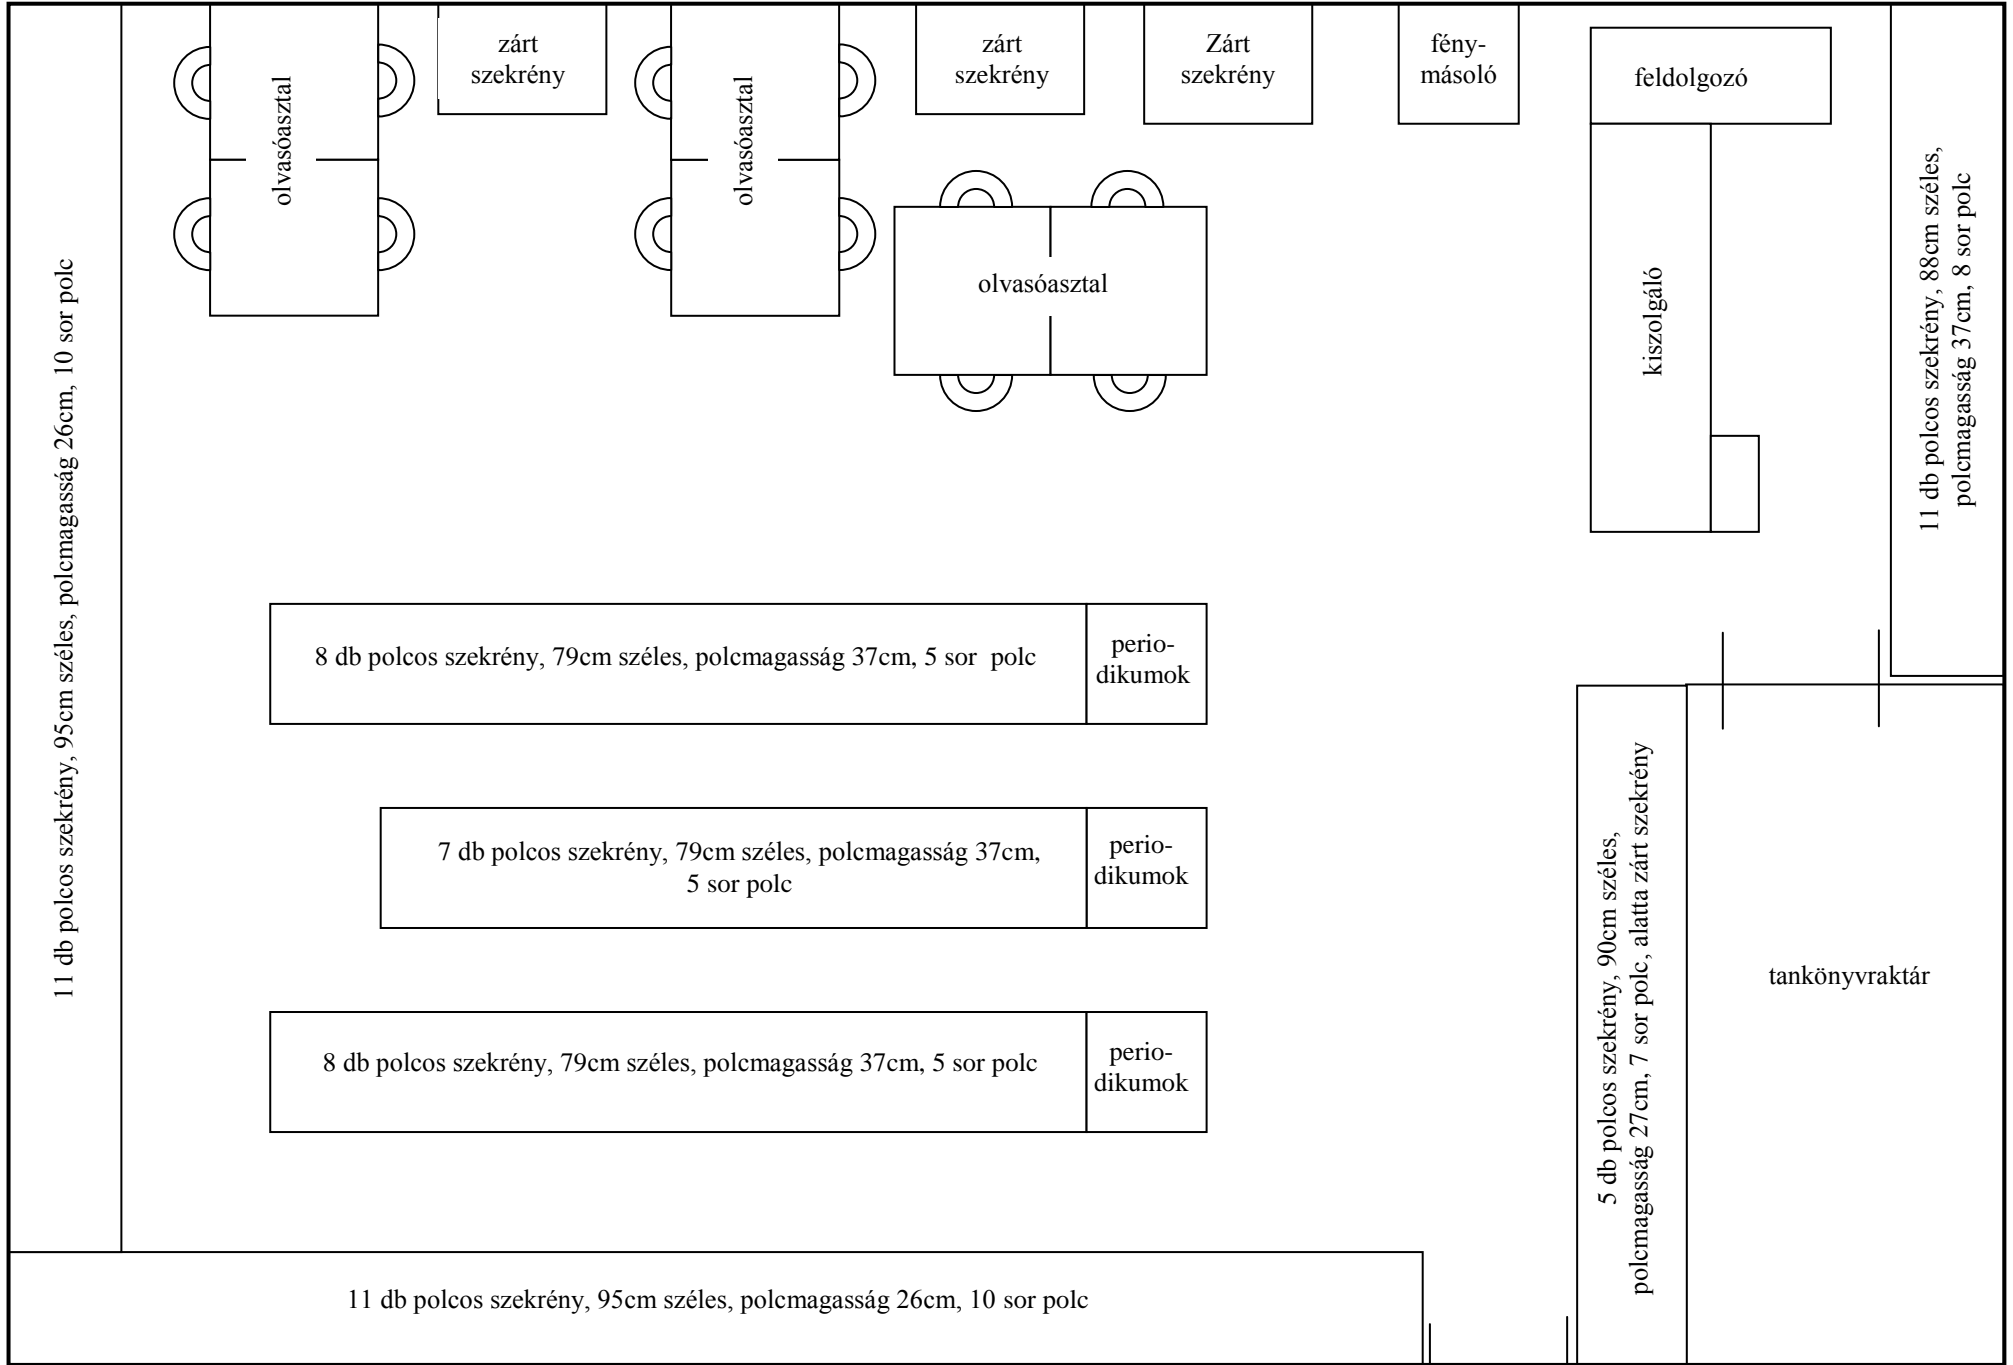 zárt
szekrény
zárt
szekrény
Zárt
szekrény
fény-
másoló
feldolgozó
olvasóasztal
olvasóasztal
olvasóasztal
kiszolgáló
11 db polcos szekrény, 88cm széles,
polcmagasság 37cm, 8 sor polc
11 db polcos szekrény, 95cm széles, polcmagasság 26cm, 10 sor polc
8 db polcos szekrény, 79cm széles, polcmagasság 37cm, 5 sor  polc
perio-
dikumok
7 db polcos szekrény, 79cm széles, polcmagasság 37cm,
5 sor polc
perio-
dikumok
8 db polcos szekrény, 79cm széles, polcmagasság 37cm, 5 sor polc
perio-
dikumok
5 db polcos szekrény, 90cm széles,
polcmagasság 27cm, 7 sor polc, alatta zárt szekrény
tankönyvraktár
11 db polcos szekrény, 95cm széles, polcmagasság 26cm, 10 sor polc